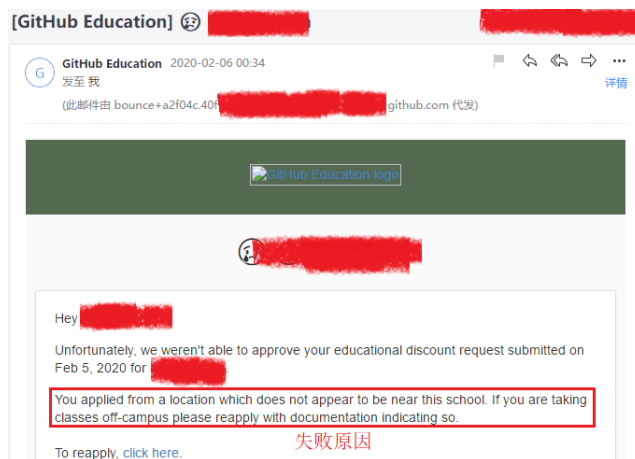 [GitHub Education]
GitHub Education 2020-02-06 00:34
G
发至 我
详情
(此邮件由 bounce+a2f04c.40f github.com 代发)
GitHub Education logo
Hey
Unfortunately, we weren't able to approve your educational discount request submitted on
Feb 5, 2020 for
You applied from a location which does not appear to be near this school. If you are taking
classes off-campus please reapply with documentation indicating so.
失败原因
To reapply, click here.